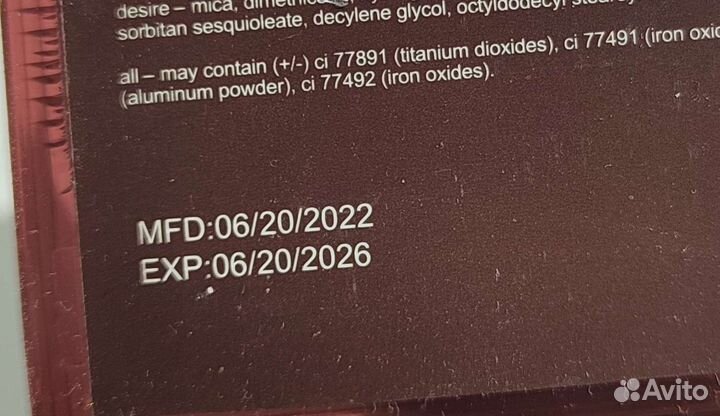 desire – mica,
sorbitan sesquioleate, decylene glycol,
all – may contain (+/-) ci 77891 (titanium dioxides), ci 77491 (iron
(aluminum powder), ci 77492 (iron oxides).
MFD:06/20/2022
EXP:06/20/2026
Avito